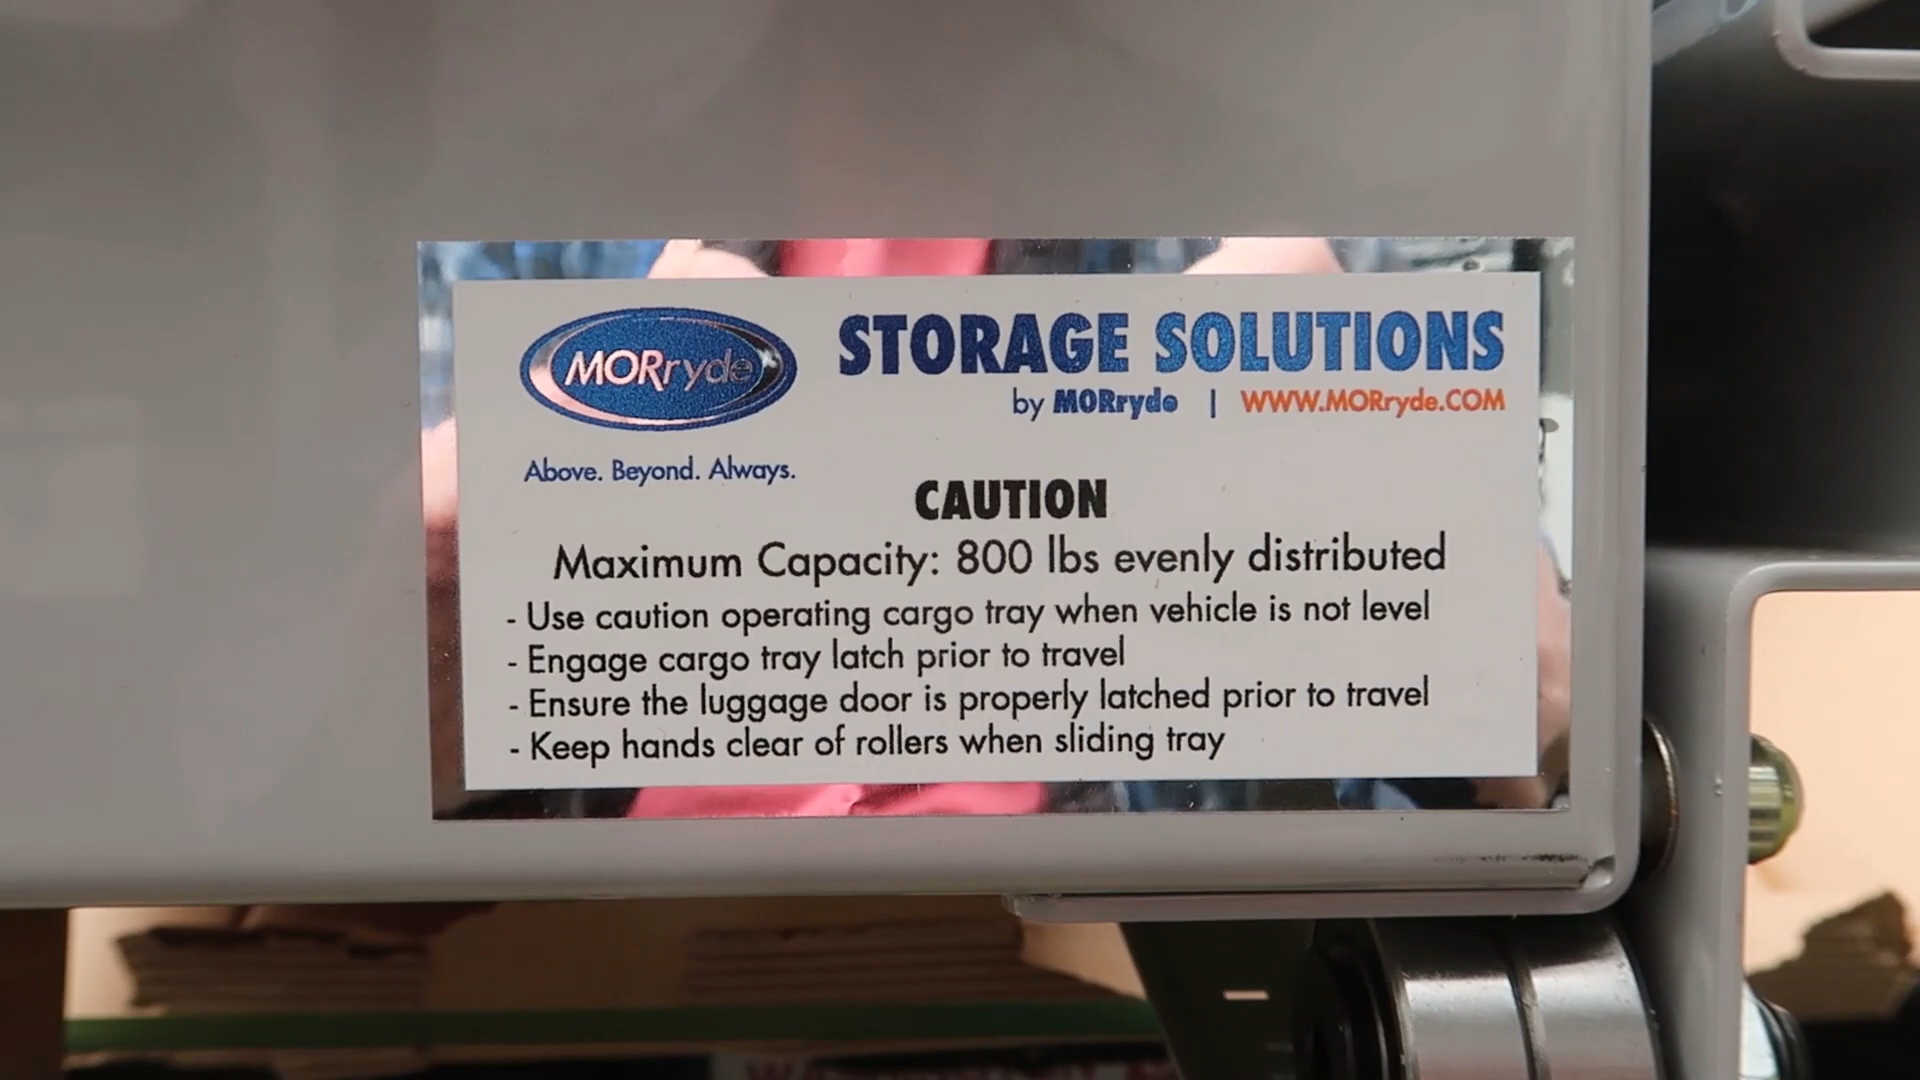 MORryde
Above. Beyond. Always.
STORAGE SOLUTIONS
by MORryde | WWW.MORryde.COM
CAUTION
Maximum Capacity: 800 lbs evenly distributed
- Use caution operating cargo tray when vehicle is not level
- Engage cargo tray latch prior to travel
- Ensure the luggage door is properly latched prior to travel
- Keep hands clear of rollers when sliding tray